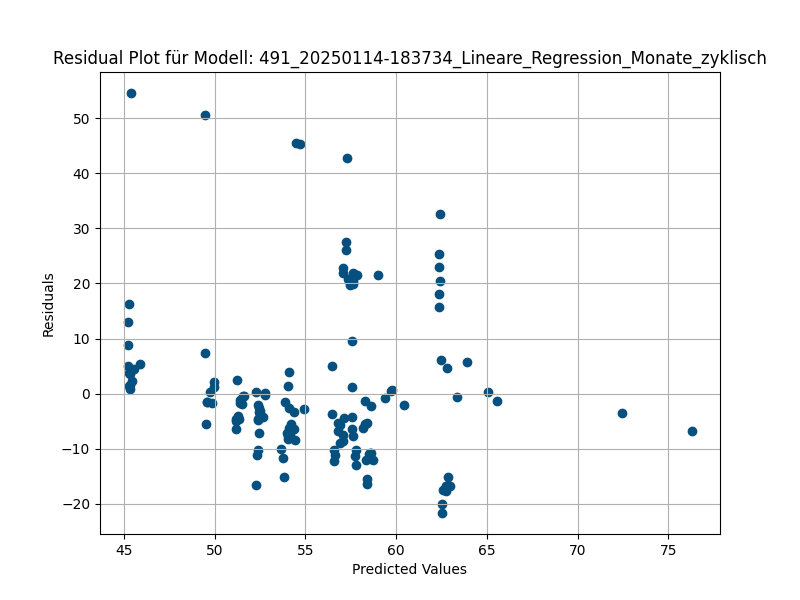 Residual Plot für Modell: 491_20250114-183734_Lineare_Regression_Monate_zyklisch
50
40
30
20
10
0
−10
−20
Residuals
45 50 55 60 65 70 75
Predicted Values